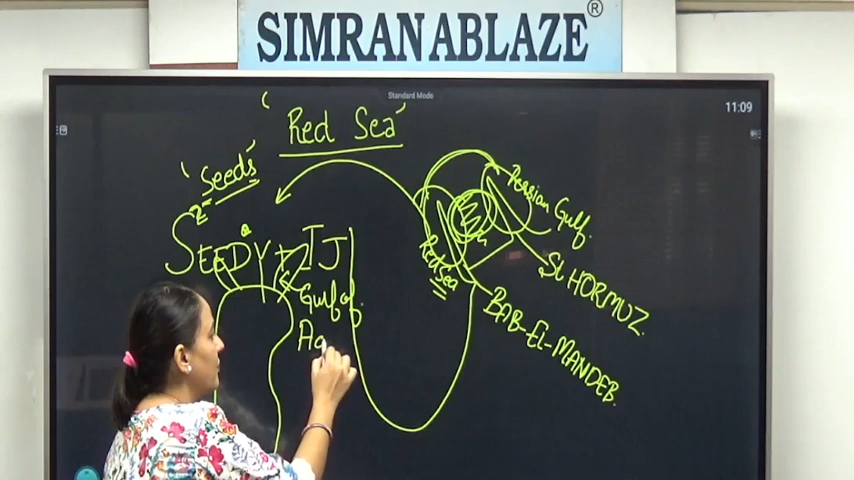 SIMRAN ABLAZE®
Standard Mode
11:09
'Red Sea'
'Seeds'
2
SEEDY + IJ
Gulf of
Aq
Persian Gulf.
St HORMUZ.
Red Sea
BAB-El-MANDEB.